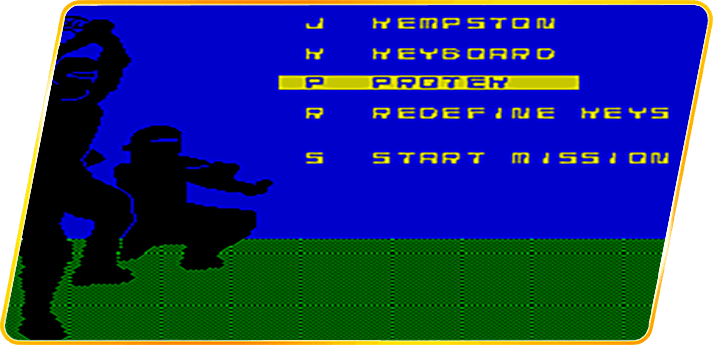 J KEMPSTON
K KEYBOARD
P PROTEK
R REDEFINE KEYS
S START MISSION